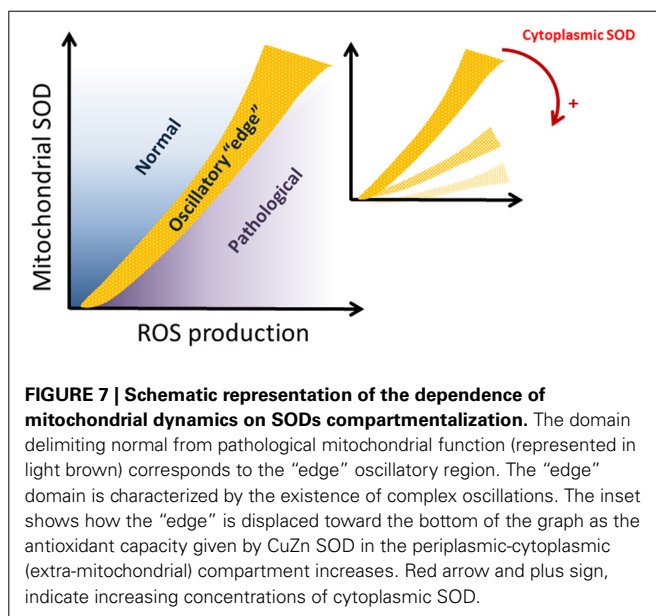 Mitochondrial SOD
Normal
Oscillatory "edge"
Pathological
ROS production
Cytoplasmic SOD
+
FIGURE 7 | Schematic representation of the dependence of
mitochondrial dynamics on SODs compartmentalization. The domain
delimiting normal from pathological mitochondrial function (represented in
light brown) corresponds to the “edge” oscillatory region. The “edge”
domain is characterized by the existence of complex oscillations. The inset
shows how the “edge” is displaced toward the bottom of the graph as the
antioxidant capacity given by CuZn SOD in the periplasmic-cytoplasmic
(extra-mitochondrial) compartment increases. Red arrow and plus sign,
indicate increasing concentrations of cytoplasmic SOD.